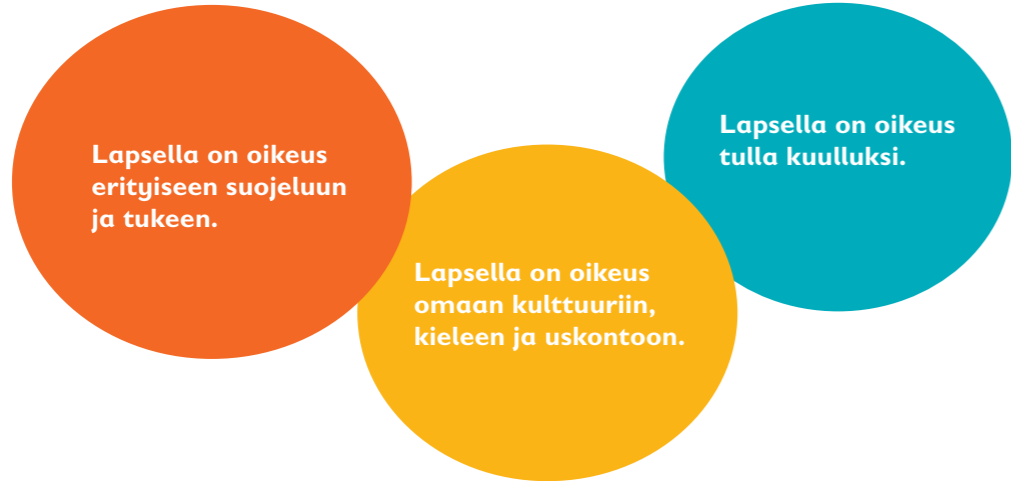 Lapsella on oikeus
erityiseen suojeluun
ja tukeen.
Lapsella on oikeus
omaan kulttuuriin,
kieleen ja uskontoon.
Lapsella on oikeus
tulla kuulluksi.